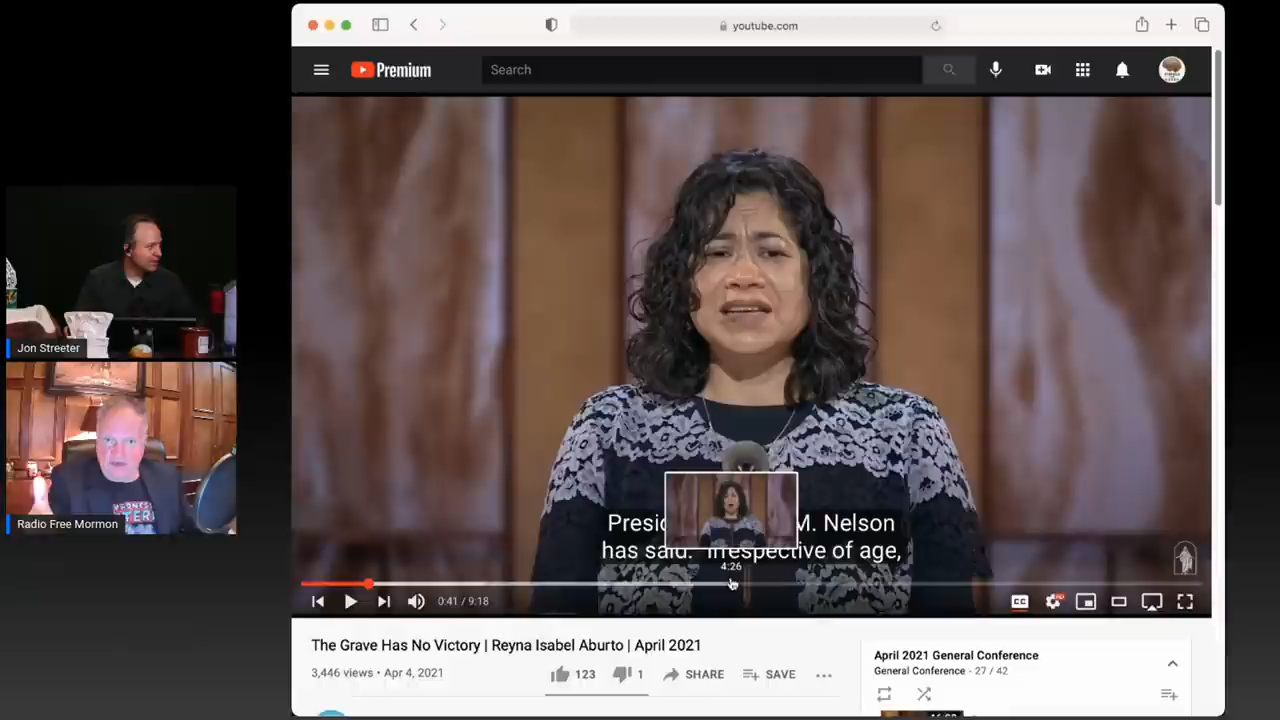 youtube.com
Premium
Search
M. Nelson
has said: "Irrespective of age,
4:26
0:41 / 9:18
CC
HD
The Grave Has No Victory | Reyna Isabel Aburto | April 2021
3,446 views • Apr 4, 2021
123
1
SHARE
SAVE
April 2021 General Conference
General Conference - 27 / 42
Jon Streeter
Radio Free Mormon